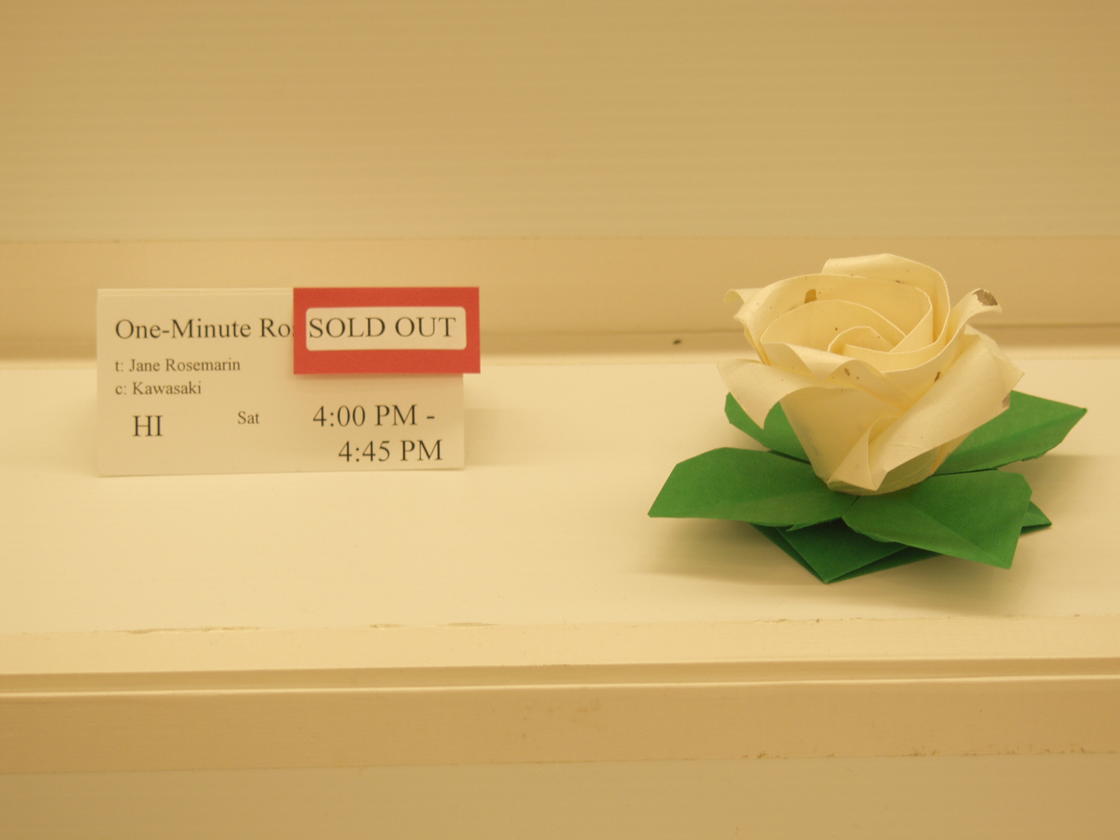 One-Minute Ro
SOLD OUT
t: Jane Rosemarin
c: Kawasaki
HI Sat 4:00 PM -
4:45 PM